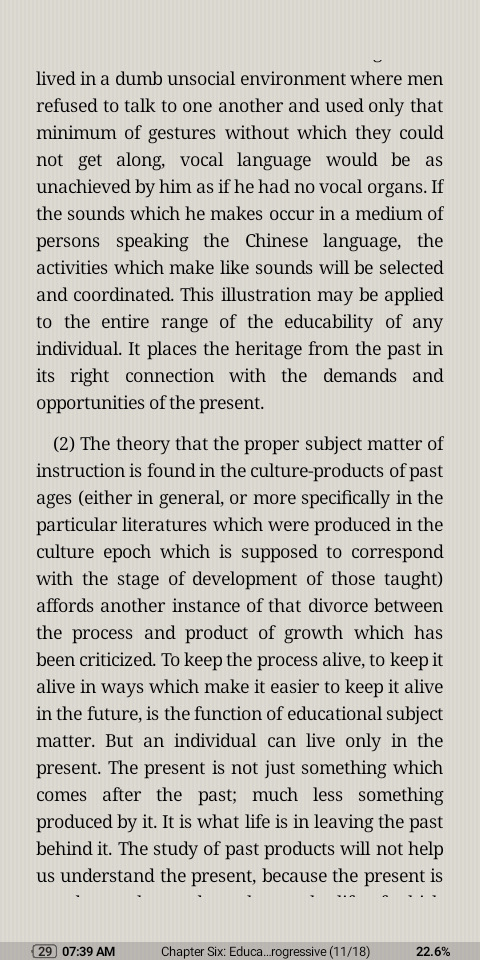 lived in a dumb unsocial environment where men
refused to talk to one another and used only that
minimum of gestures without which they could
not get along, vocal language would be as
unachieved by him as if he had no vocal organs. If
the sounds which he makes occur in a medium of
persons speaking the Chinese language, the
activities which make like sounds will be selected
and coordinated. This illustration may be applied
to the entire range of the educability of any
individual. It places the heritage from the past in
its right connection with the demands and
opportunities of the present.
(2) The theory that the proper subject matter of
instruction is found in the culture-products of past
ages (either in general, or more specifically in the
particular literatures which were produced in the
culture epoch which is supposed to correspond
with the stage of development of those taught)
affords another instance of that divorce between
the process and product of growth which has
been criticized. To keep the process alive, to keep it
alive in ways which make it easier to keep it alive
in the future, is the function of educational subject
matter. But an individual can live only in the
present. The present is not just something which
comes after the past; much less something
produced by it. It is what life is in leaving the past
behind it. The study of past products will not help
us understand the present, because the present is
29 07:39 AM Chapter Six: Educa...rogressive (11/18) 22.6%